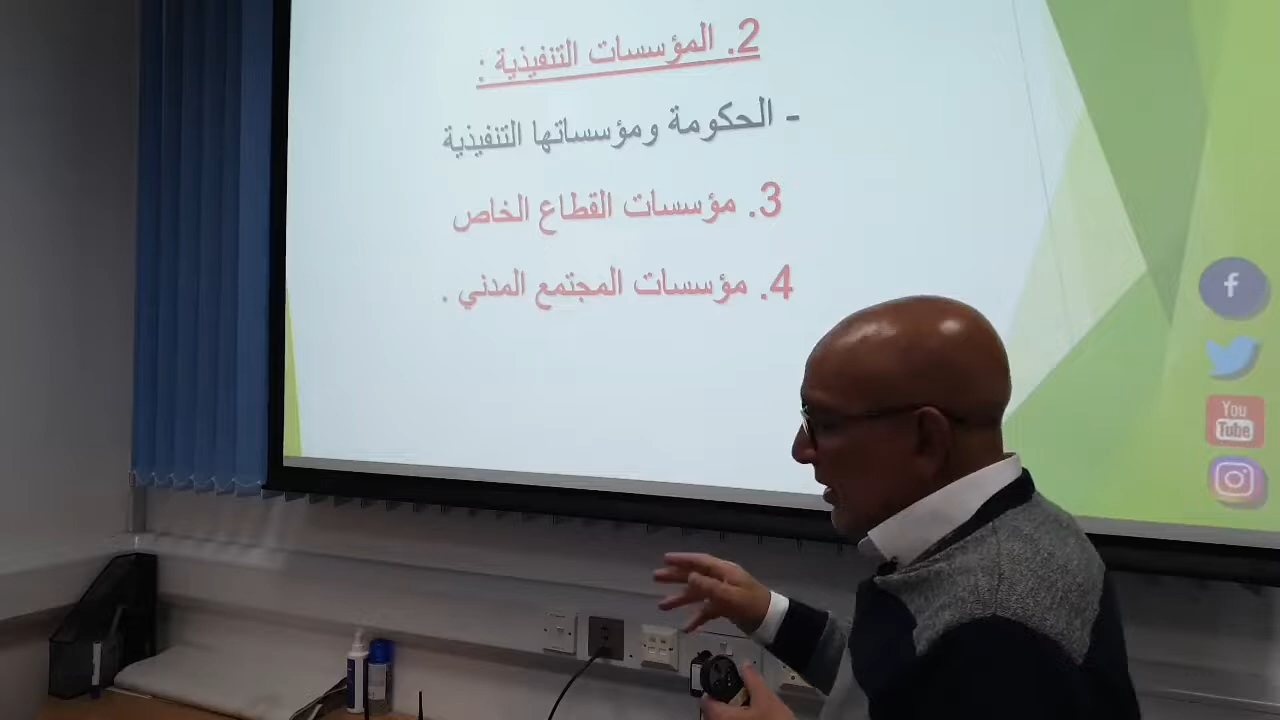 2. المؤسسات التنفيذية :
- الحكومة ومؤسساتها التنفيذية
3. مؤسسات القطاع الخاص
4. مؤسسات المجتمع المدني .
f
You
Tube